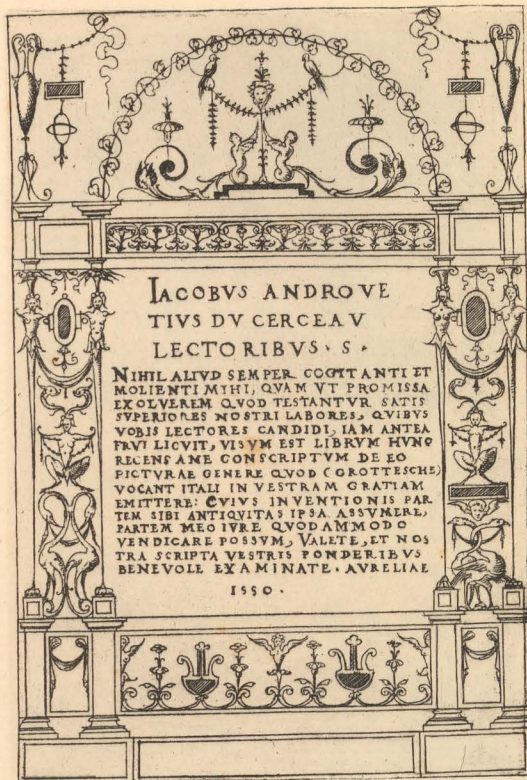 IACOBVS ANDROVE
TIVS DV CERCEAV
LECTORIBVS · S ·
NIHIL ALIVD SEMPER COGITANTI ET
MOLIENTI MIHI, QVAM VT PROMISSA
EXOLVEREM QVOD TESTANTVR SATIS
SVPERIORES NOSTRI LABORES, QVIBVS
VOBIS LECTORES CANDIDI, IAM ANTEA
FRVI LICVIT, VISVM EST LIBRVM HVNC
RECENS A ME CONSCRIPTVM DE EO
PICTVRAE GENERE QVOD (GROTTESCHE)
VOCANT ITALI IN VESTRAM GRATIAM
EMITTERE: CVIVS INVENTIONIS PAR
TEM SIBI ANTIQVITAS IPSA ASSVMERE,
PARTEM MEO IVRE QVODAMMODO
VENDICARE POSSVM, VALETE, ET NOS
TRA SCRIPTA VESTRIS PONDERIBVS
BENEVOLE EXAMINATE · AVRELIAE
1550 ·